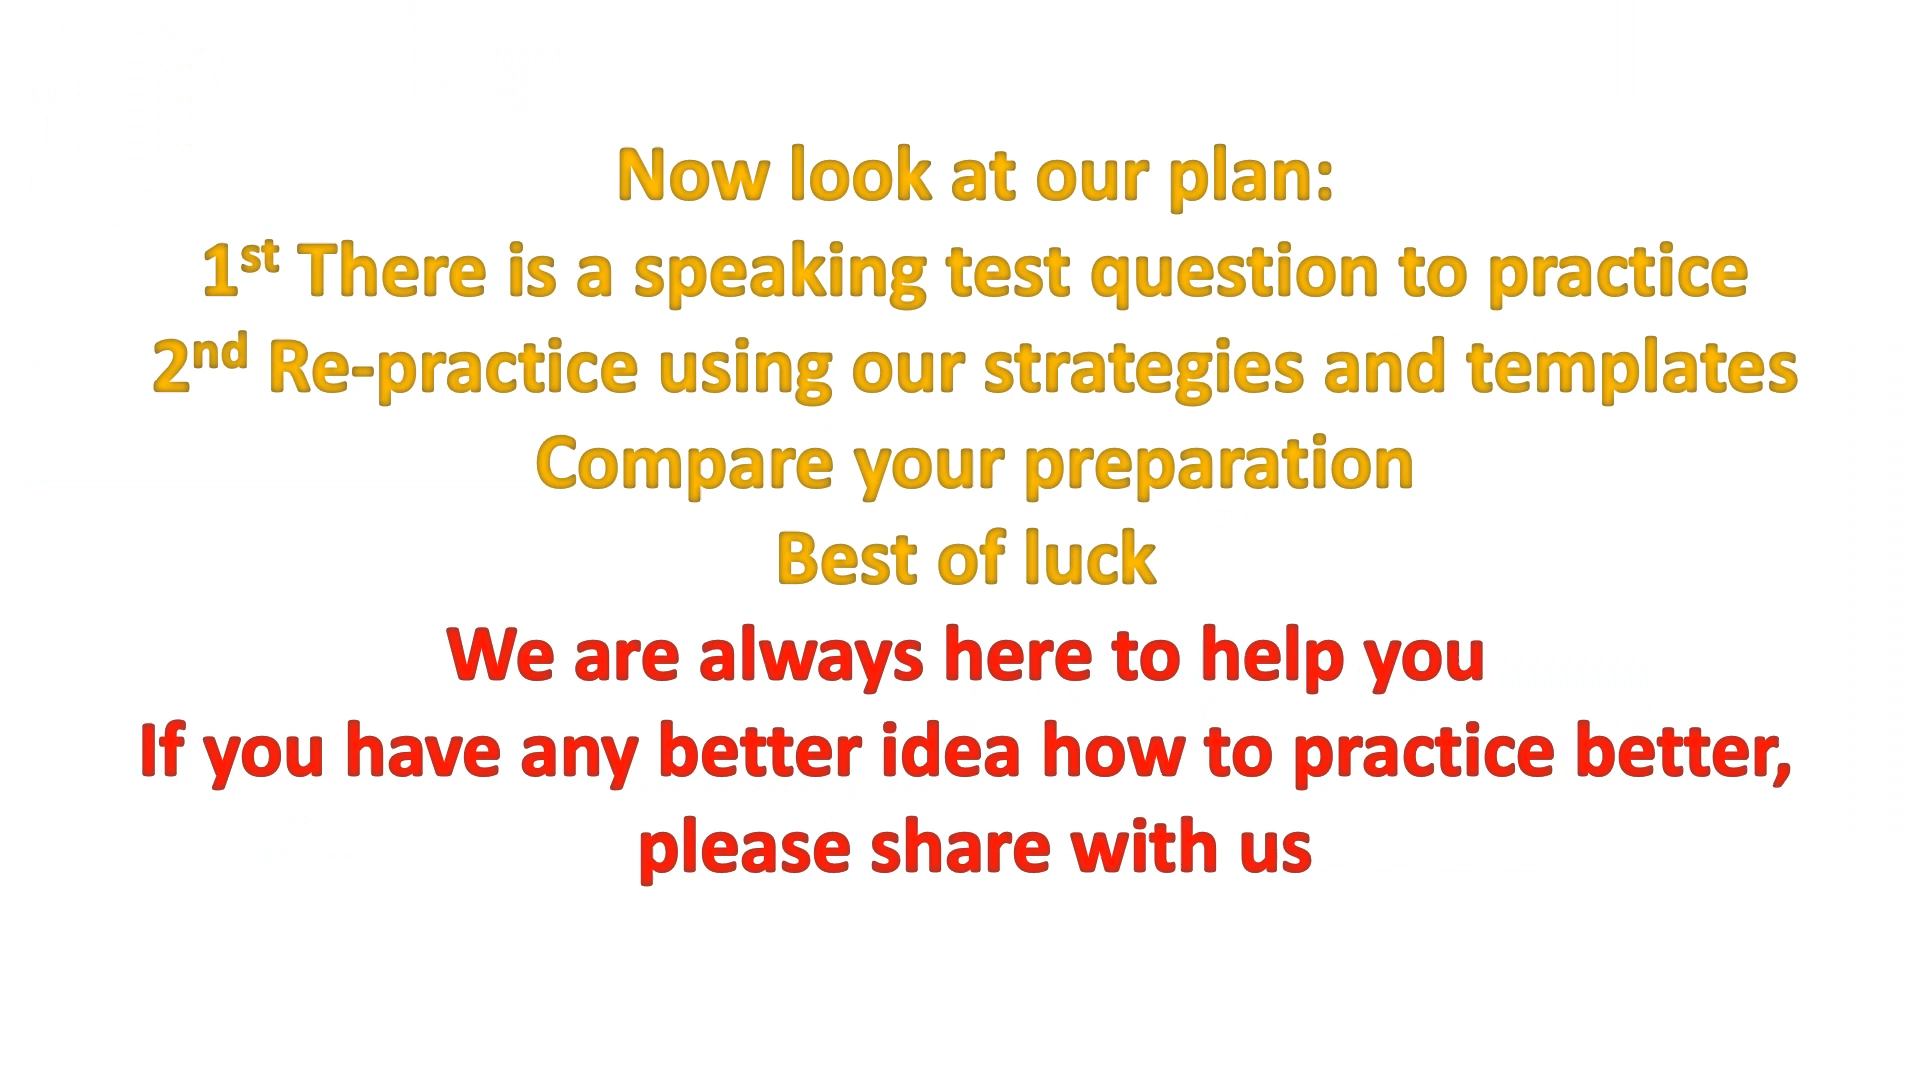 Now look at our plan:
1st There is a speaking test question to practice
2nd Re-practice using our strategies and templates
Compare your preparation
Best of luck
We are always here to help you
If you have any better idea how to practice better,
please share with us